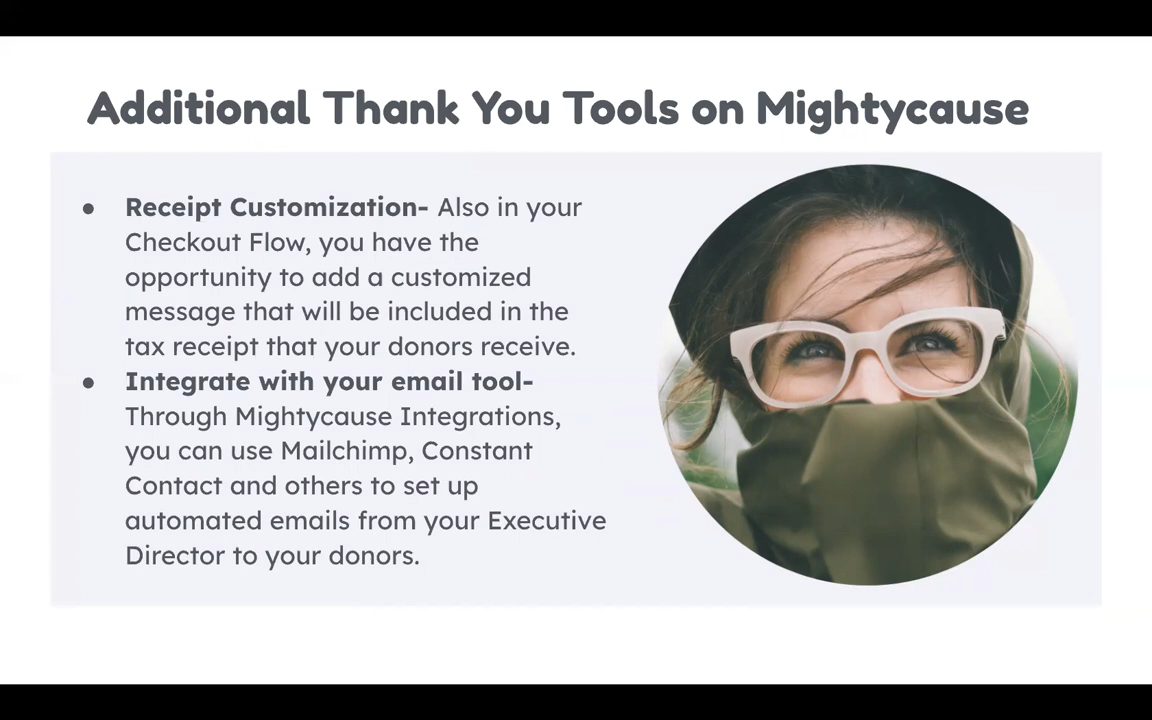 Additional Thank You Tools on Mightycause
● Receipt Customization- Also in your
Checkout Flow, you have the
opportunity to add a customized
message that will be included in the
tax receipt that your donors receive.
● Integrate with your email tool-
Through Mightycause Integrations,
you can use Mailchimp, Constant
Contact and others to set up
automated emails from your Executive
Director to your donors.